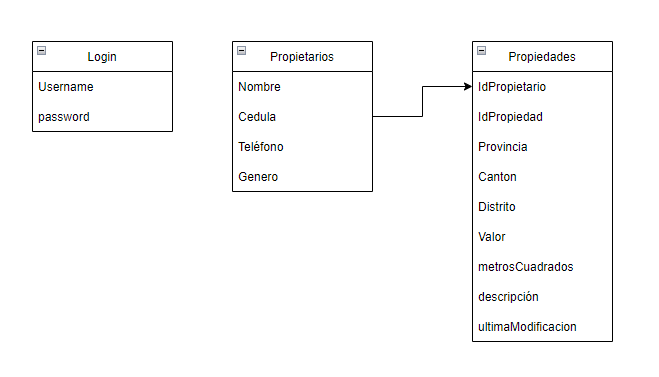 Login
Username
password
Propietarios
Nombre
Cedula
Teléfono
Genero
Propiedades
IdPropietario
IdPropiedad
Provincia
Canton
Distrito
Valor
metrosCuadrados
descripción
ultimaModificacion